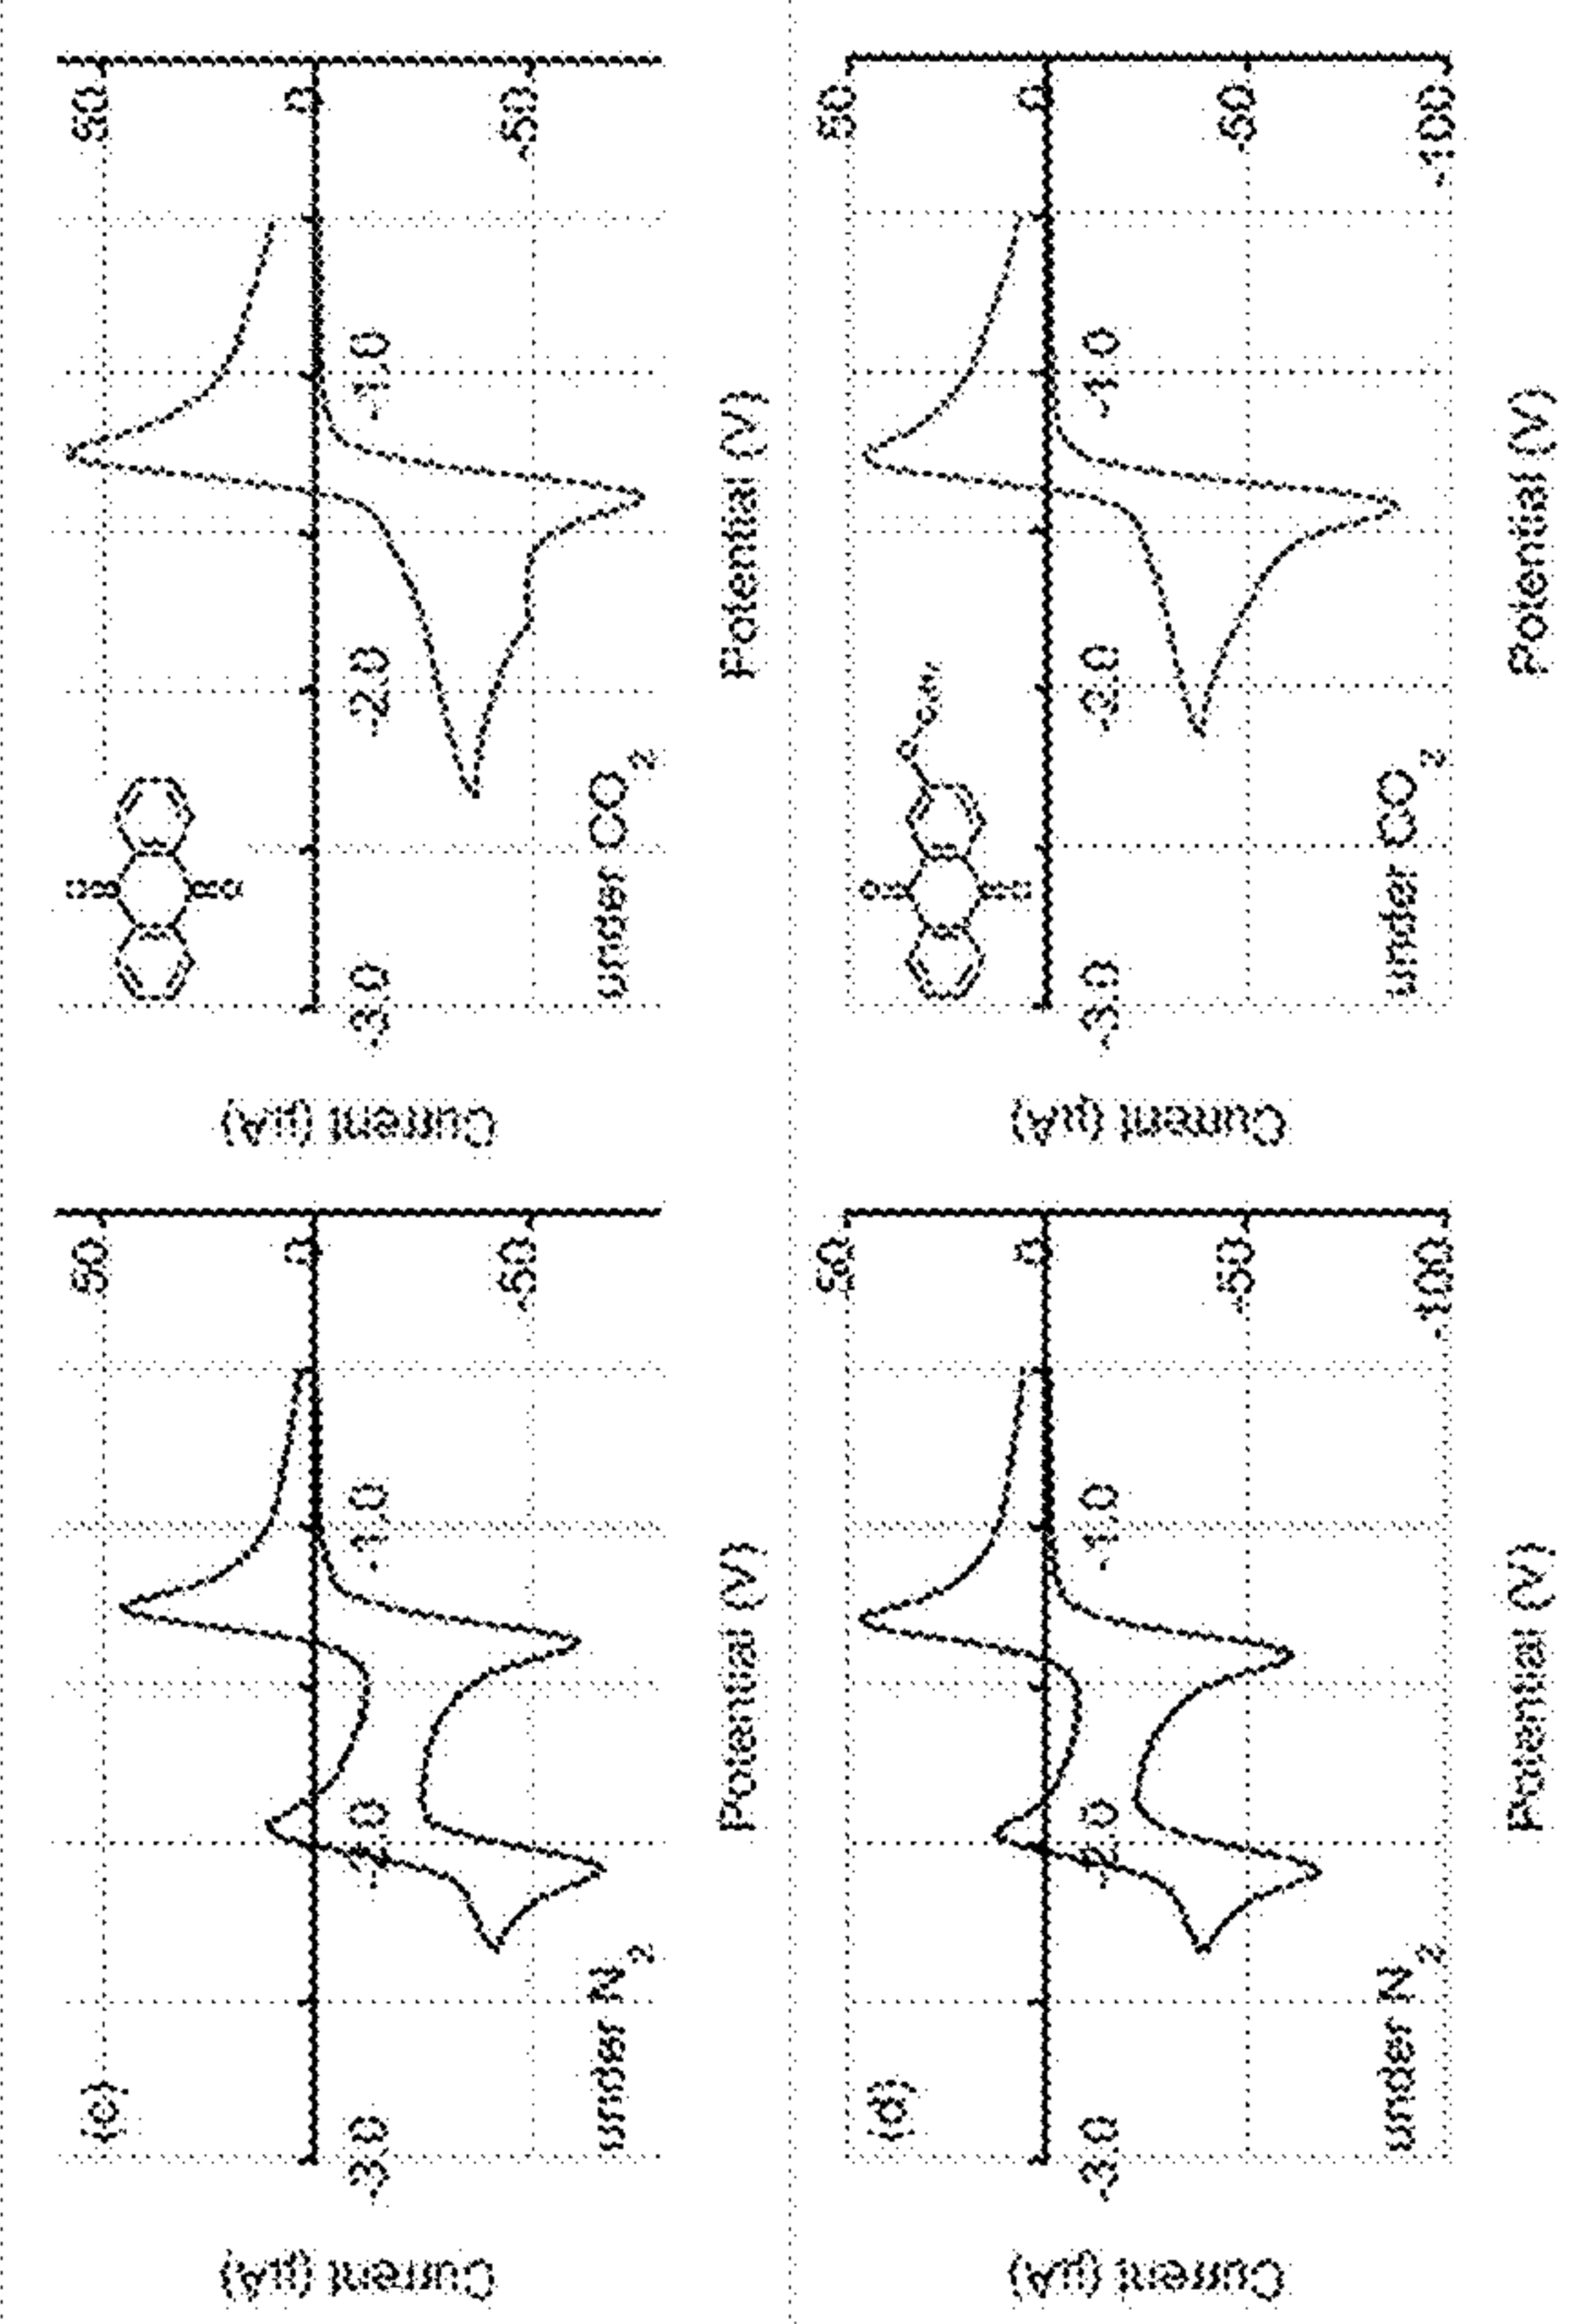 (c)
Current (μA)
50
0
-50
-3.0 -2.0 -1.0
under N2
Potential (V)
O
O
Current (μA)
50
0
-50
-3.0 -2.0 -1.0
under CO2
Potential (V)
(d)
Current (μA)
50
0
-50
-100
-3.0 -2.0 -1.0
under N2
Potential (V)
O
O
O
Current (μA)
50
0
-50
-100
-3.0 -2.0 -1.0
under CO2
Potential (V)